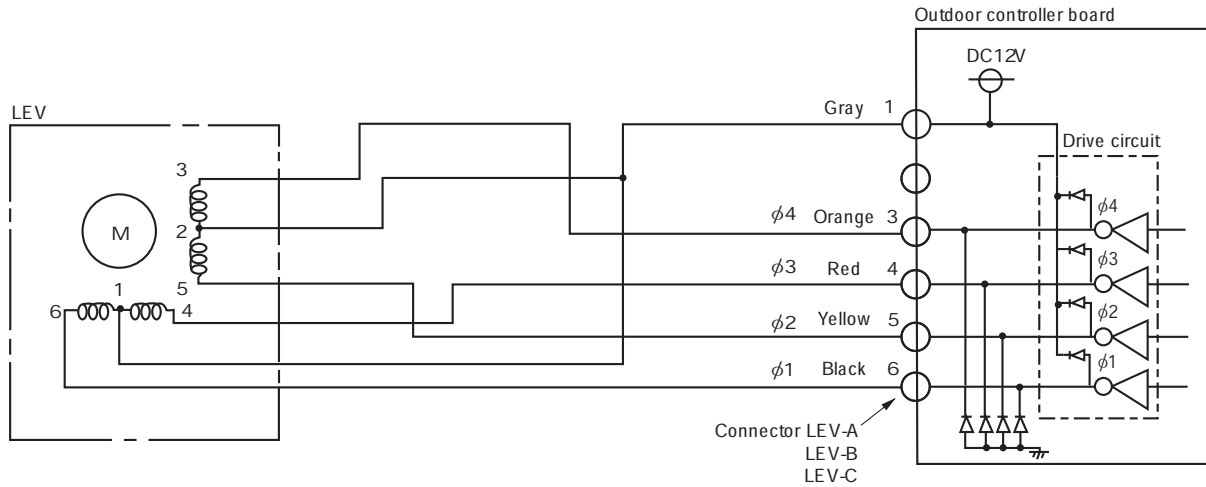 Outdoor controller board
DC12V
LEV
Gray 1
Drive circuit
3
ϕ4 Orange 3
ϕ4
M
2
ϕ3 Red 4
ϕ3
5
1
6
4
ϕ2 Yellow 5
ϕ2
ϕ1 Black 6
ϕ1
Connector LEV-A
LEV-B
LEV-C